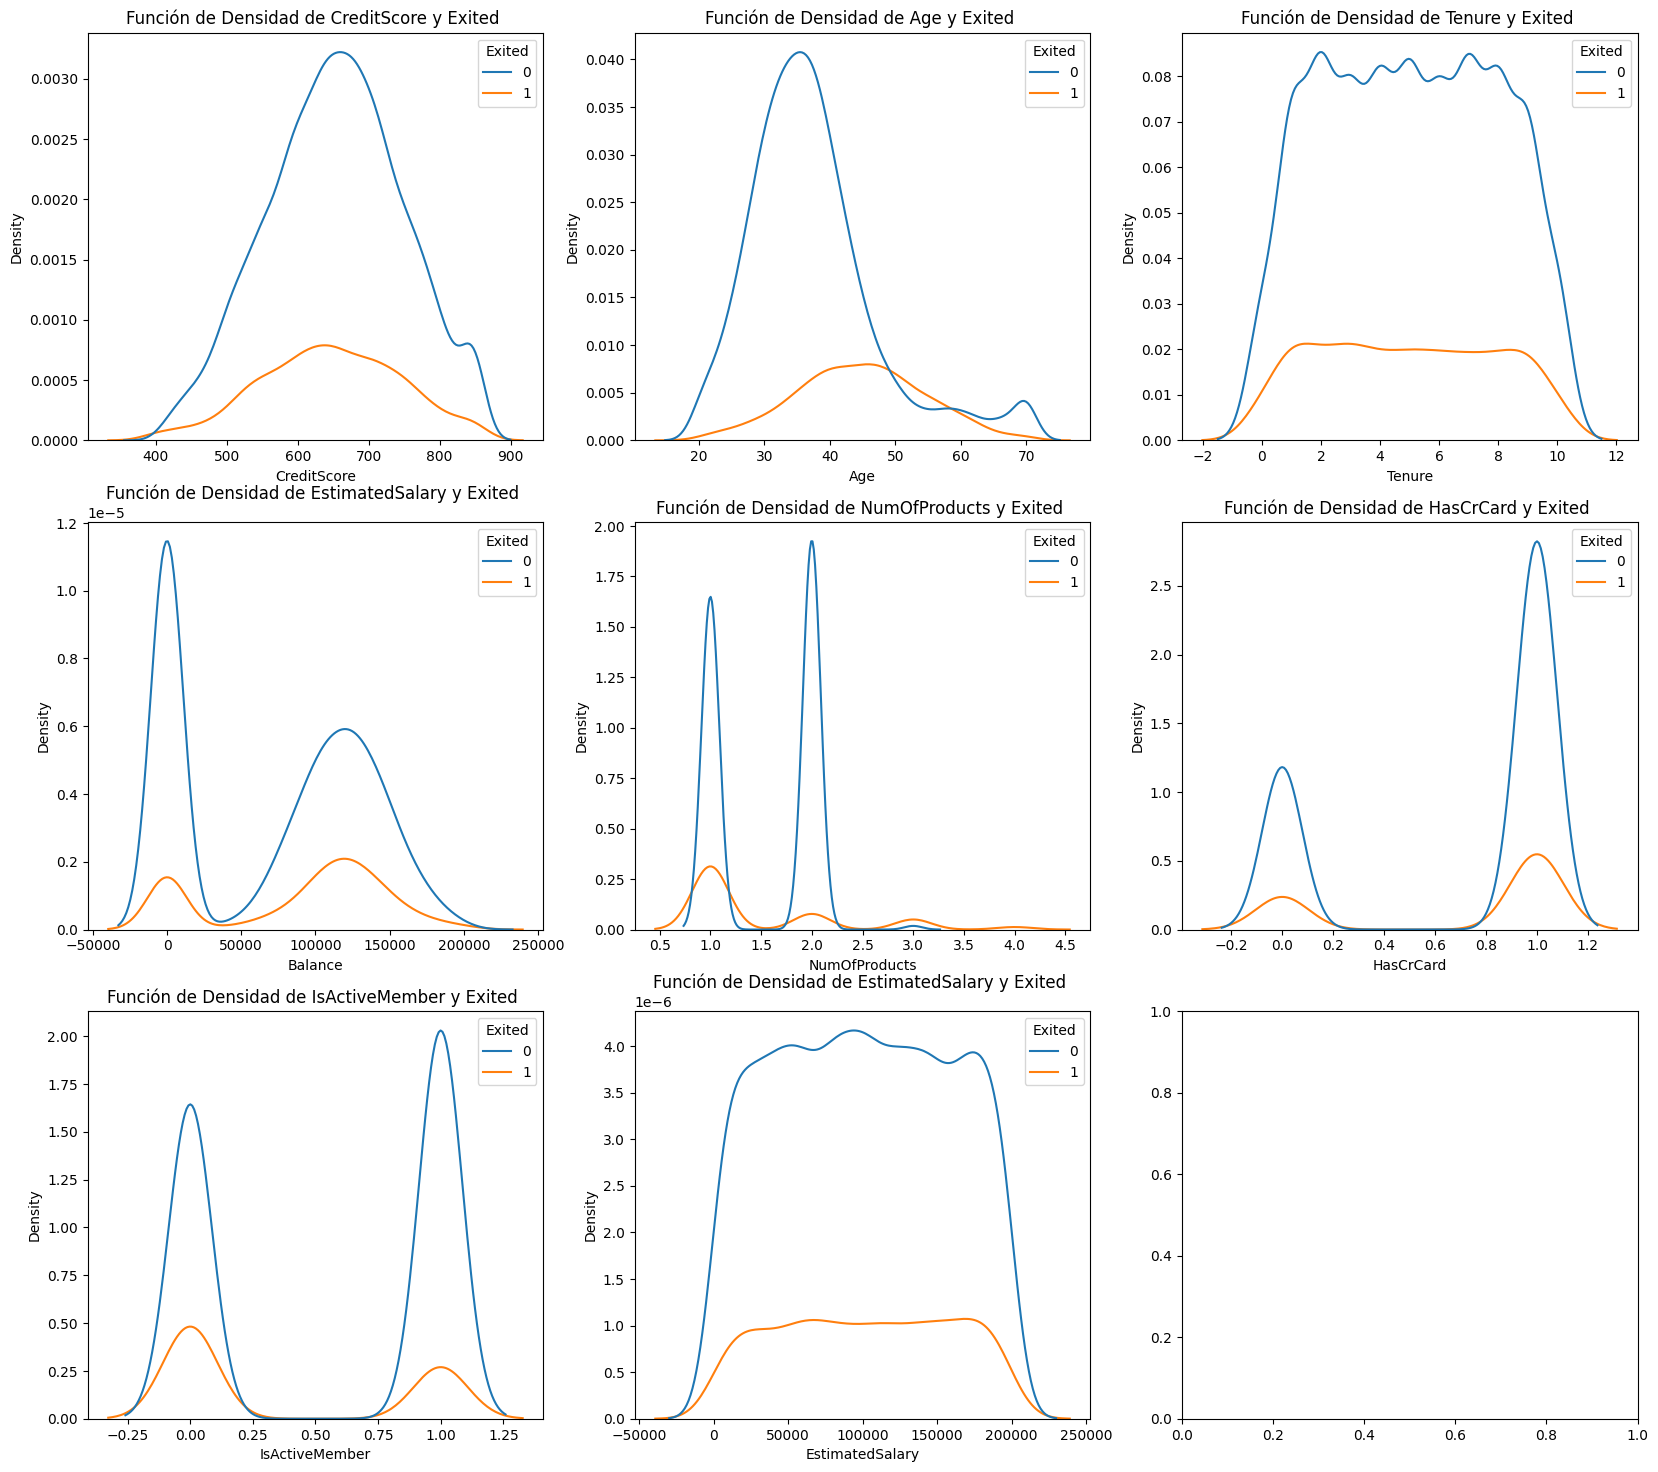 Función de Densidad de CreditScore y Exited
Exited
0
1
0.0030
0.0025
0.0020
0.0015
0.0010
0.0005
0.0000
Density
400 500 600 700 800 900
CreditScore
Función de Densidad de Age y Exited
Exited
0
1
0.040
0.035
0.030
0.025
0.020
0.015
0.010
0.005
0.000
Density
20 30 40 50 60 70
Age
Función de Densidad de Tenure y Exited
Exited
0
1
0.08
0.07
0.06
0.05
0.04
0.03
0.02
0.01
0.00
Density
−2 0 2 4 6 8 10 12
Tenure
Función de Densidad de EstimatedSalary y Exited
1e−5
Exited
0
1
1.2
1.0
0.8
0.6
0.4
0.2
0.0
Density
−50000 0 50000 100000 150000 200000 250000
Balance
Función de Densidad de NumOfProducts y Exited
Exited
0
1
2.00
1.75
1.50
1.25
1.00
0.75
0.50
0.25
0.00
Density
0.5 1.0 1.5 2.0 2.5 3.0 3.5 4.0 4.5
NumOfProducts
Función de Densidad de HasCrCard y Exited
Exited
0
1
2.5
2.0
1.5
1.0
0.5
0.0
Density
−0.2 0.0 0.2 0.4 0.6 0.8 1.0 1.2
HasCrCard
Función de Densidad de IsActiveMember y Exited
Exited
0
1
2.00
1.75
1.50
1.25
1.00
0.75
0.50
0.25
0.00
Density
−0.25 0.00 0.25 0.50 0.75 1.00 1.25
IsActiveMember
Función de Densidad de EstimatedSalary y Exited
1e−6
Exited
0
1
4.0
3.5
3.0
2.5
2.0
1.5
1.0
0.5
0.0
Density
−50000 0 50000 100000 150000 200000 250000
EstimatedSalary
1.0
0.8
0.6
0.4
0.2
0.0
0.0 0.2 0.4 0.6 0.8 1.0